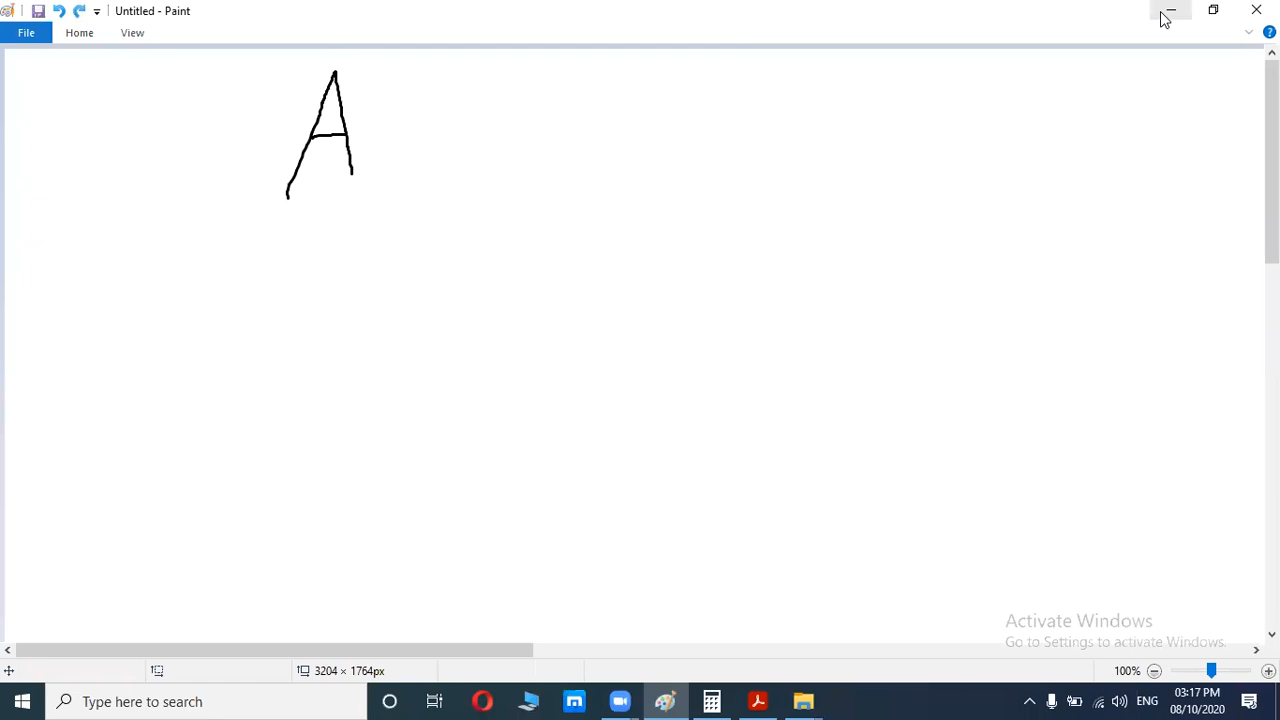 Untitled - Paint
File Home View
A
Activate Windows
Go to Settings to activate Windows.
3204 × 1764px 100%
Type here to search
ENG
03:17 PM
08/10/2020